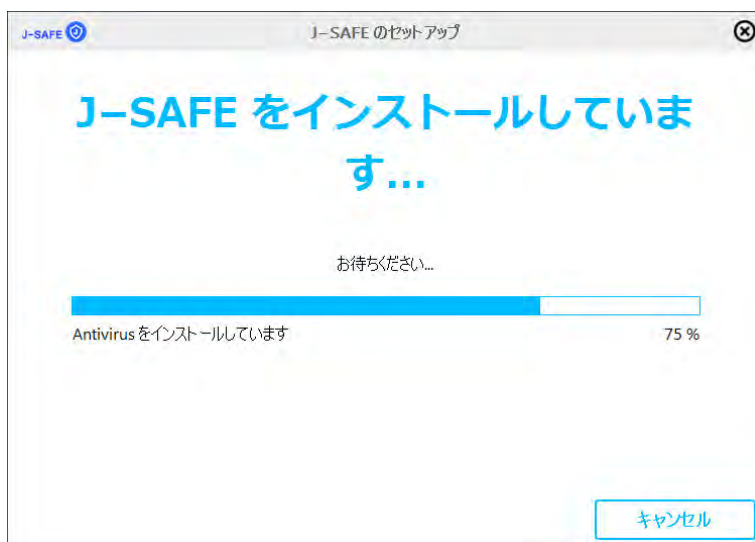 J-SAFE
J-SAFE のセットアップ
J-SAFE をインストールしていま
す...
お待ちください...
Antivirus をインストールしています
75 %
キャンセル